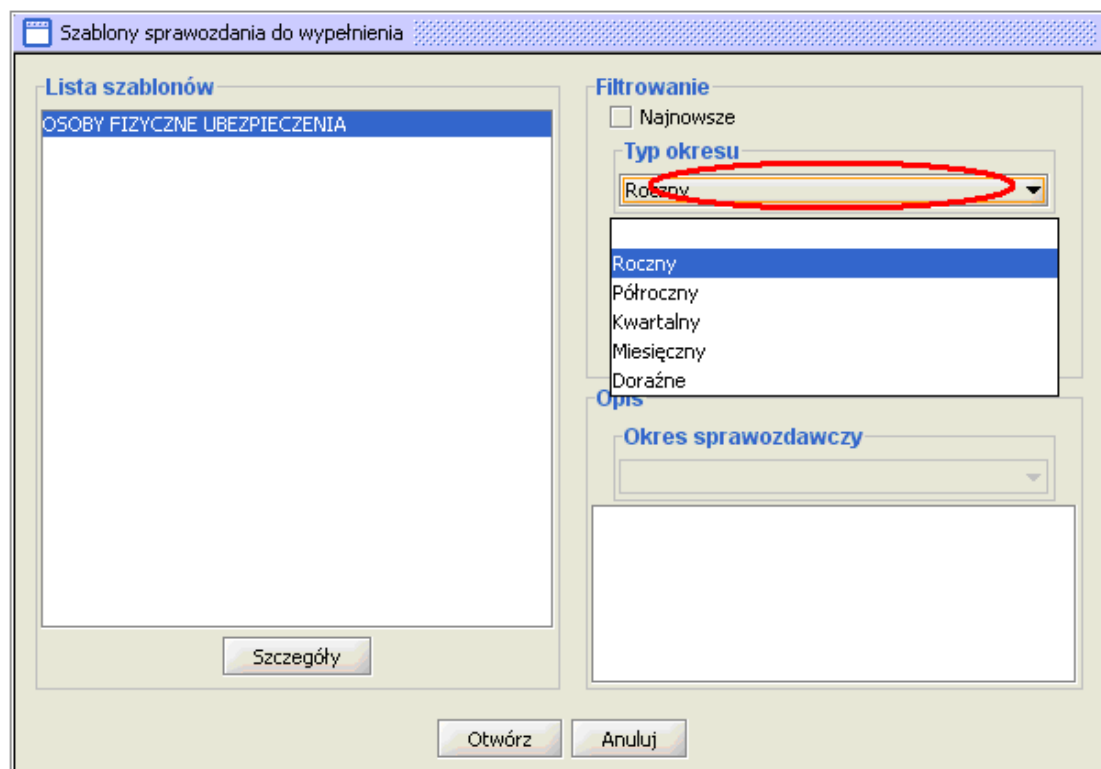 Szablony sprawozdania do wypełnienia
Lista szablonów
OSOBY FIZYCZNE UBEZPIECZENIA
Szczegóły
Filtrowanie
Najnowsze
Typ okresu
Roczny
Roczny
Półroczny
Kwartalny
Miesięczny
Doraźne
Opis
Okres sprawozdawczy
Otwórz
Anuluj